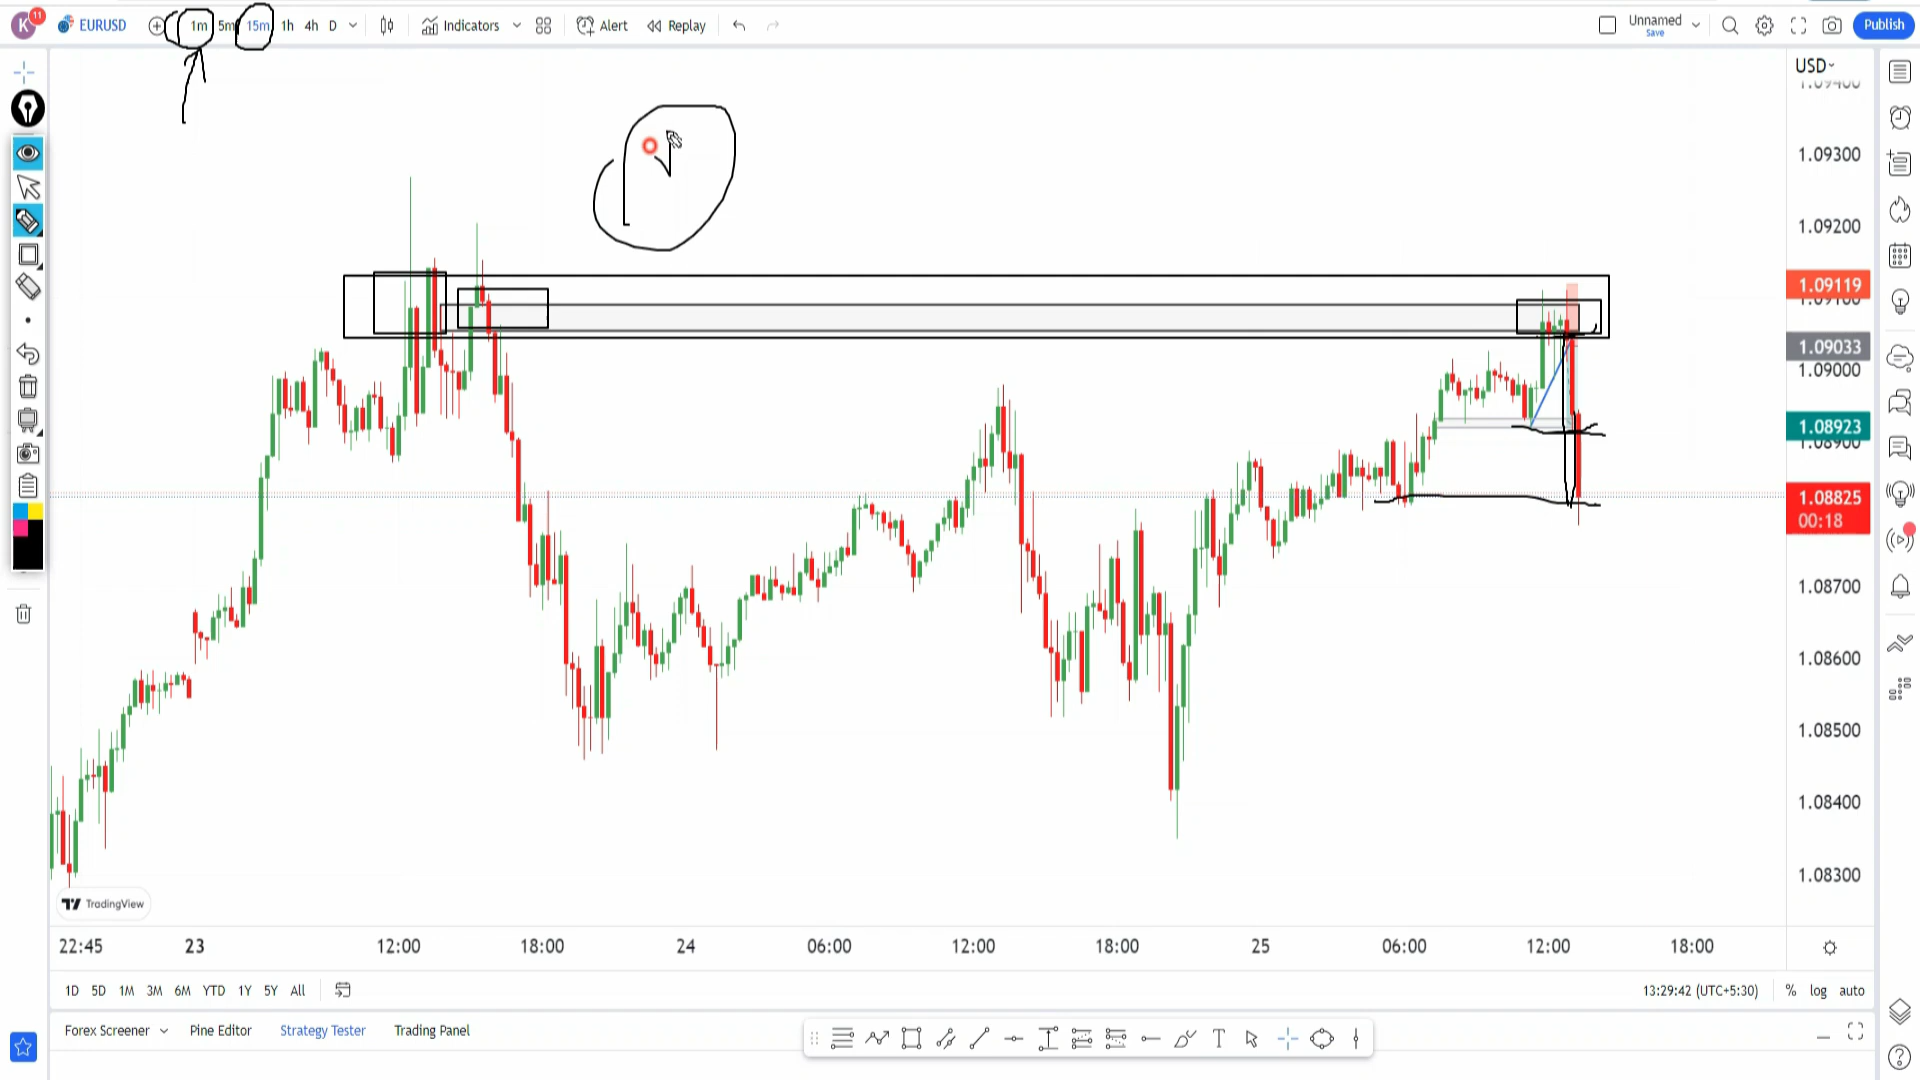 K 11 EURUSD 1m 5m 15m 1h 4h D Indicators Alert Replay Unnamed Save Publish
USD
1.09300
1.09200
1.09119
1.09033
1.09000
1.08923
1.08900
1.08825
00:18
1.08700
1.08600
1.08500
1.08400
1.08300
TradingView
22:45 23 12:00 18:00 24 06:00 12:00 18:00 25 06:00 12:00 18:00
1D 5D 1M 3M 6M YTD 1Y 5Y All 13:29:42 (UTC+5:30) % log auto
Forex Screener Pine Editor Strategy Tester Trading Panel